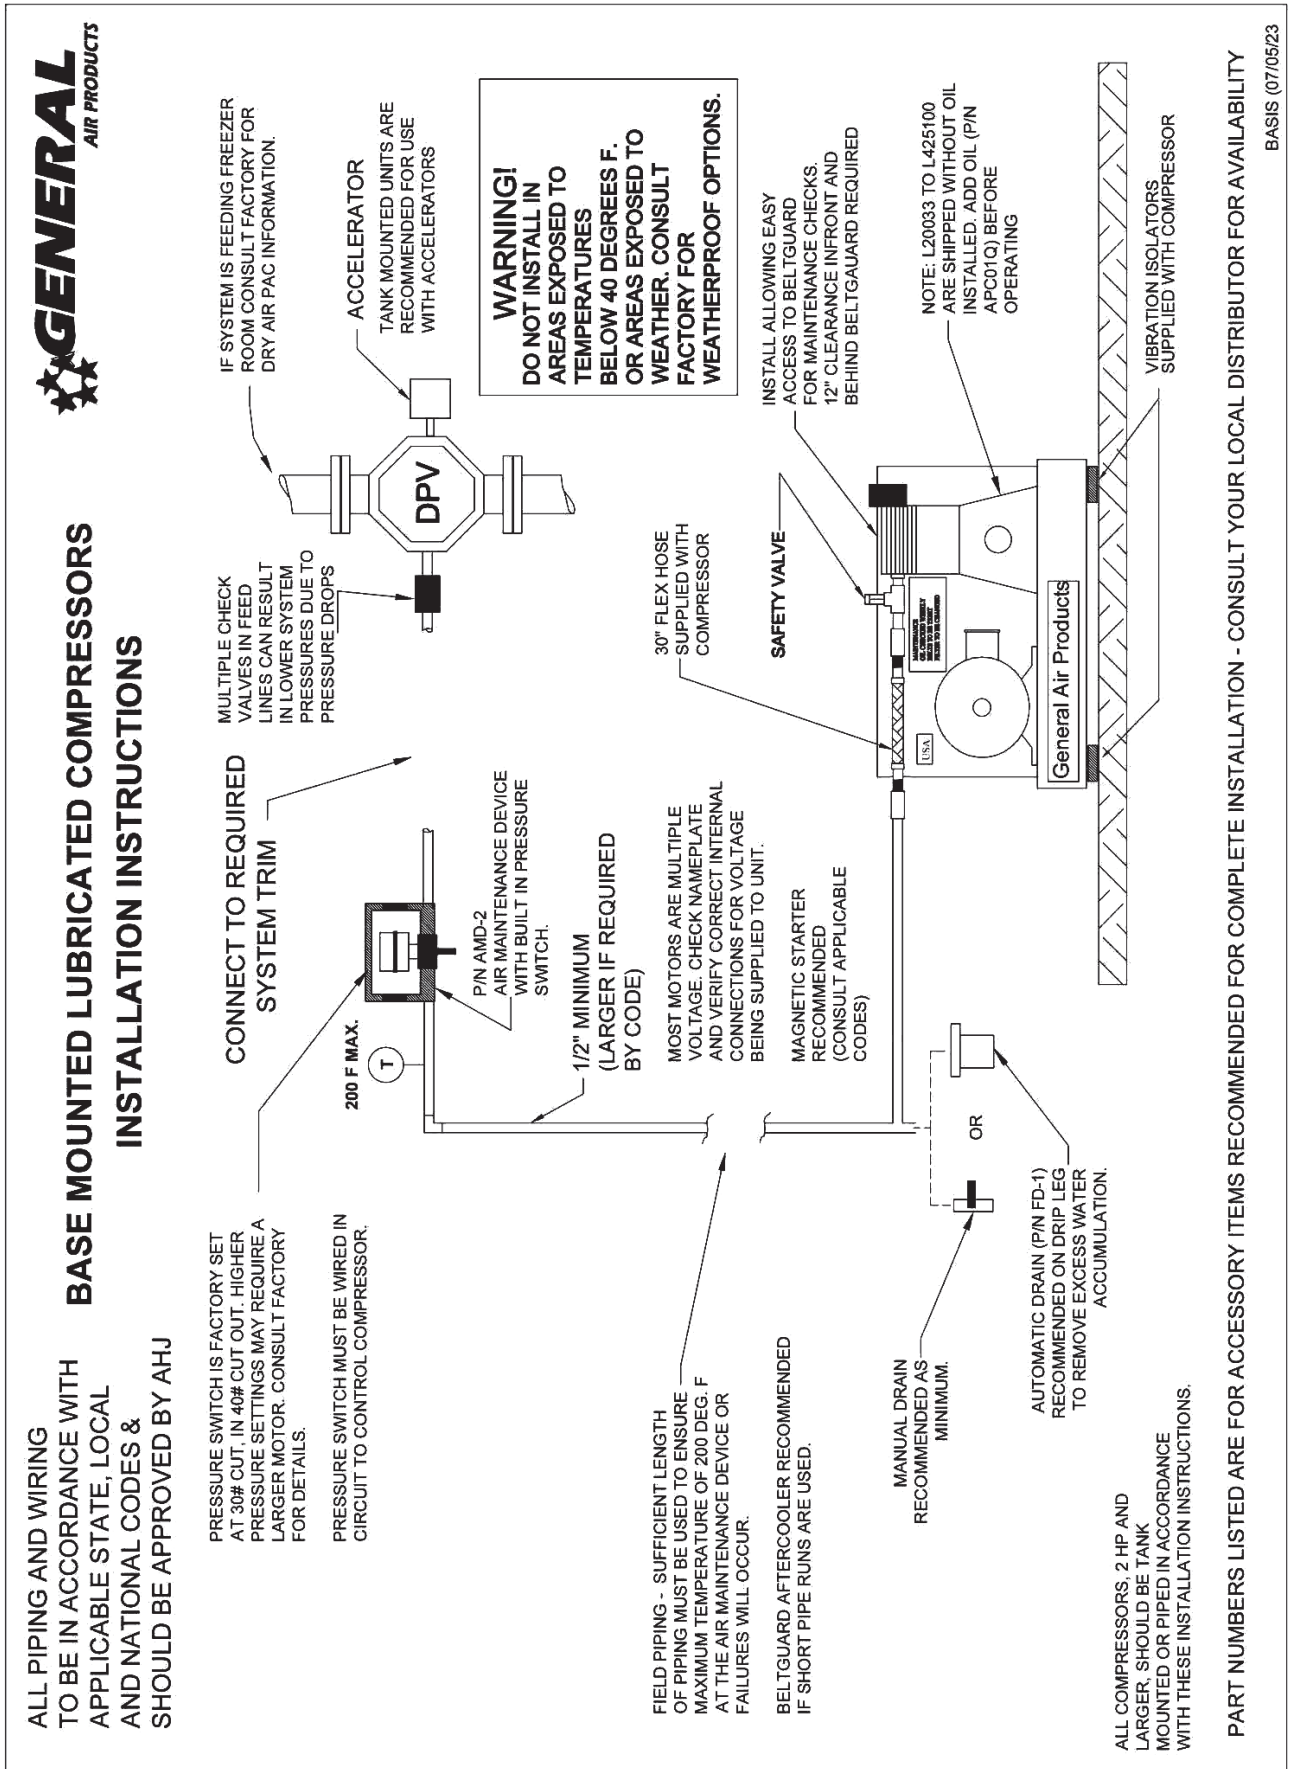 ALL PIPING AND WIRING
TO BE IN ACCORDANCE WITH
APPLICABLE STATE, LOCAL
AND NATIONAL CODES &
SHOULD BE APPROVED BY AHJ
BASE MOUNTED LUBRICATED COMPRESSORS
INSTALLATION INSTRUCTIONS
GENERAL
AIR PRODUCTS
PRESSURE SWITCH IS FACTORY SET
AT 30# CUT, IN 40# CUT OUT. HIGHER
PRESSURE SETTINGS MAY REQUIRE A
LARGER MOTOR. CONSULT FACTORY
FOR DETAILS.
PRESSURE SWITCH MUST BE WIRED IN
CIRCUIT TO CONTROL COMPRESSOR.
CONNECT TO REQUIRED
SYSTEM TRIM
MULTIPLE CHECK
VALVES IN FEED
LINES CAN RESULT
IN LOWER SYSTEM
PRESSURES DUE TO
PRESSURE DROPS
IF SYSTEM IS FEEDING FREEZER
ROOM CONSULT FACTORY FOR
DRY AIR PAC INFORMATION.
ACCELERATOR
TANK MOUNTED UNITS ARE
RECOMMENDED FOR USE
WITH ACCELERATORS
DPV
200 F MAX.
T
P/N AMD-2
AIR MAINTENANCE DEVICE
WITH BUILT IN PRESSURE
SWITCH.
1/2" MINIMUM
(LARGER IF REQUIRED
BY CODE)
WARNING!
DO NOT INSTALL IN
AREAS EXPOSED TO
TEMPERATURES
BELOW 40 DEGREES F.
OR AREAS EXPOSED TO
WEATHER. CONSULT
FACTORY FOR
WEATHERPROOF OPTIONS.
FIELD PIPING - SUFFICIENT LENGTH
OF PIPING MUST BE USED TO ENSURE
MAXIMUM TEMPERATURE OF 200 DEG. F
AT THE AIR MAINTENANCE DEVICE OR
FAILURES WILL OCCUR.
BELTGUARD AFTERCOOLER RECOMMENDED
IF SHORT PIPE RUNS ARE USED.
MOST MOTORS ARE MULTIPLE
VOLTAGE. CHECK NAMEPLATE
AND VERIFY CORRECT INTERNAL
CONNECTIONS FOR VOLTAGE
BEING SUPPLIED TO UNIT.
MAGNETIC STARTER
RECOMMENDED
(CONSULT APPLICABLE
CODES)
30" FLEX HOSE
SUPPLIED WITH
COMPRESSOR
SAFETY VALVE
INSTALL ALLOWING EASY
ACCESS TO BELTGUARD
FOR MAINTENANCE CHECKS.
12" CLEARANCE INFRONT AND
BEHIND BELTGAUARD REQUIRED
NOTE: L20033 TO L425100
ARE SHIPPED WITHOUT OIL
INSTALLED. ADD OIL (P/N
APC01Q) BEFORE
OPERATING
MAINTENANCE
OIL-CHECKED WEEKLY
BELTS TO BE TIGHT
FILTER TO BE CHANGED
USA
General Air Products
VIBRATION ISOLATORS
SUPPLIED WITH COMPRESSOR
MANUAL DRAIN
RECOMMENDED AS
MINIMUM.
OR
AUTOMATIC DRAIN (P/N FD-1)
RECOMMENDED ON DRIP LEG
TO REMOVE EXCESS WATER
ACCUMULATION.
ALL COMPRESSORS, 2 HP AND
LARGER, SHOULD BE TANK
MOUNTED OR PIPED IN ACCORDANCE
WITH THESE INSTALLATION INSTRUCTIONS.
PART NUMBERS LISTED ARE FOR ACCESSORY ITEMS RECOMMENDED FOR COMPLETE INSTALLATION - CONSULT YOUR LOCAL DISTRIBUTOR FOR AVAILABILITY
BASIS (07/05/23